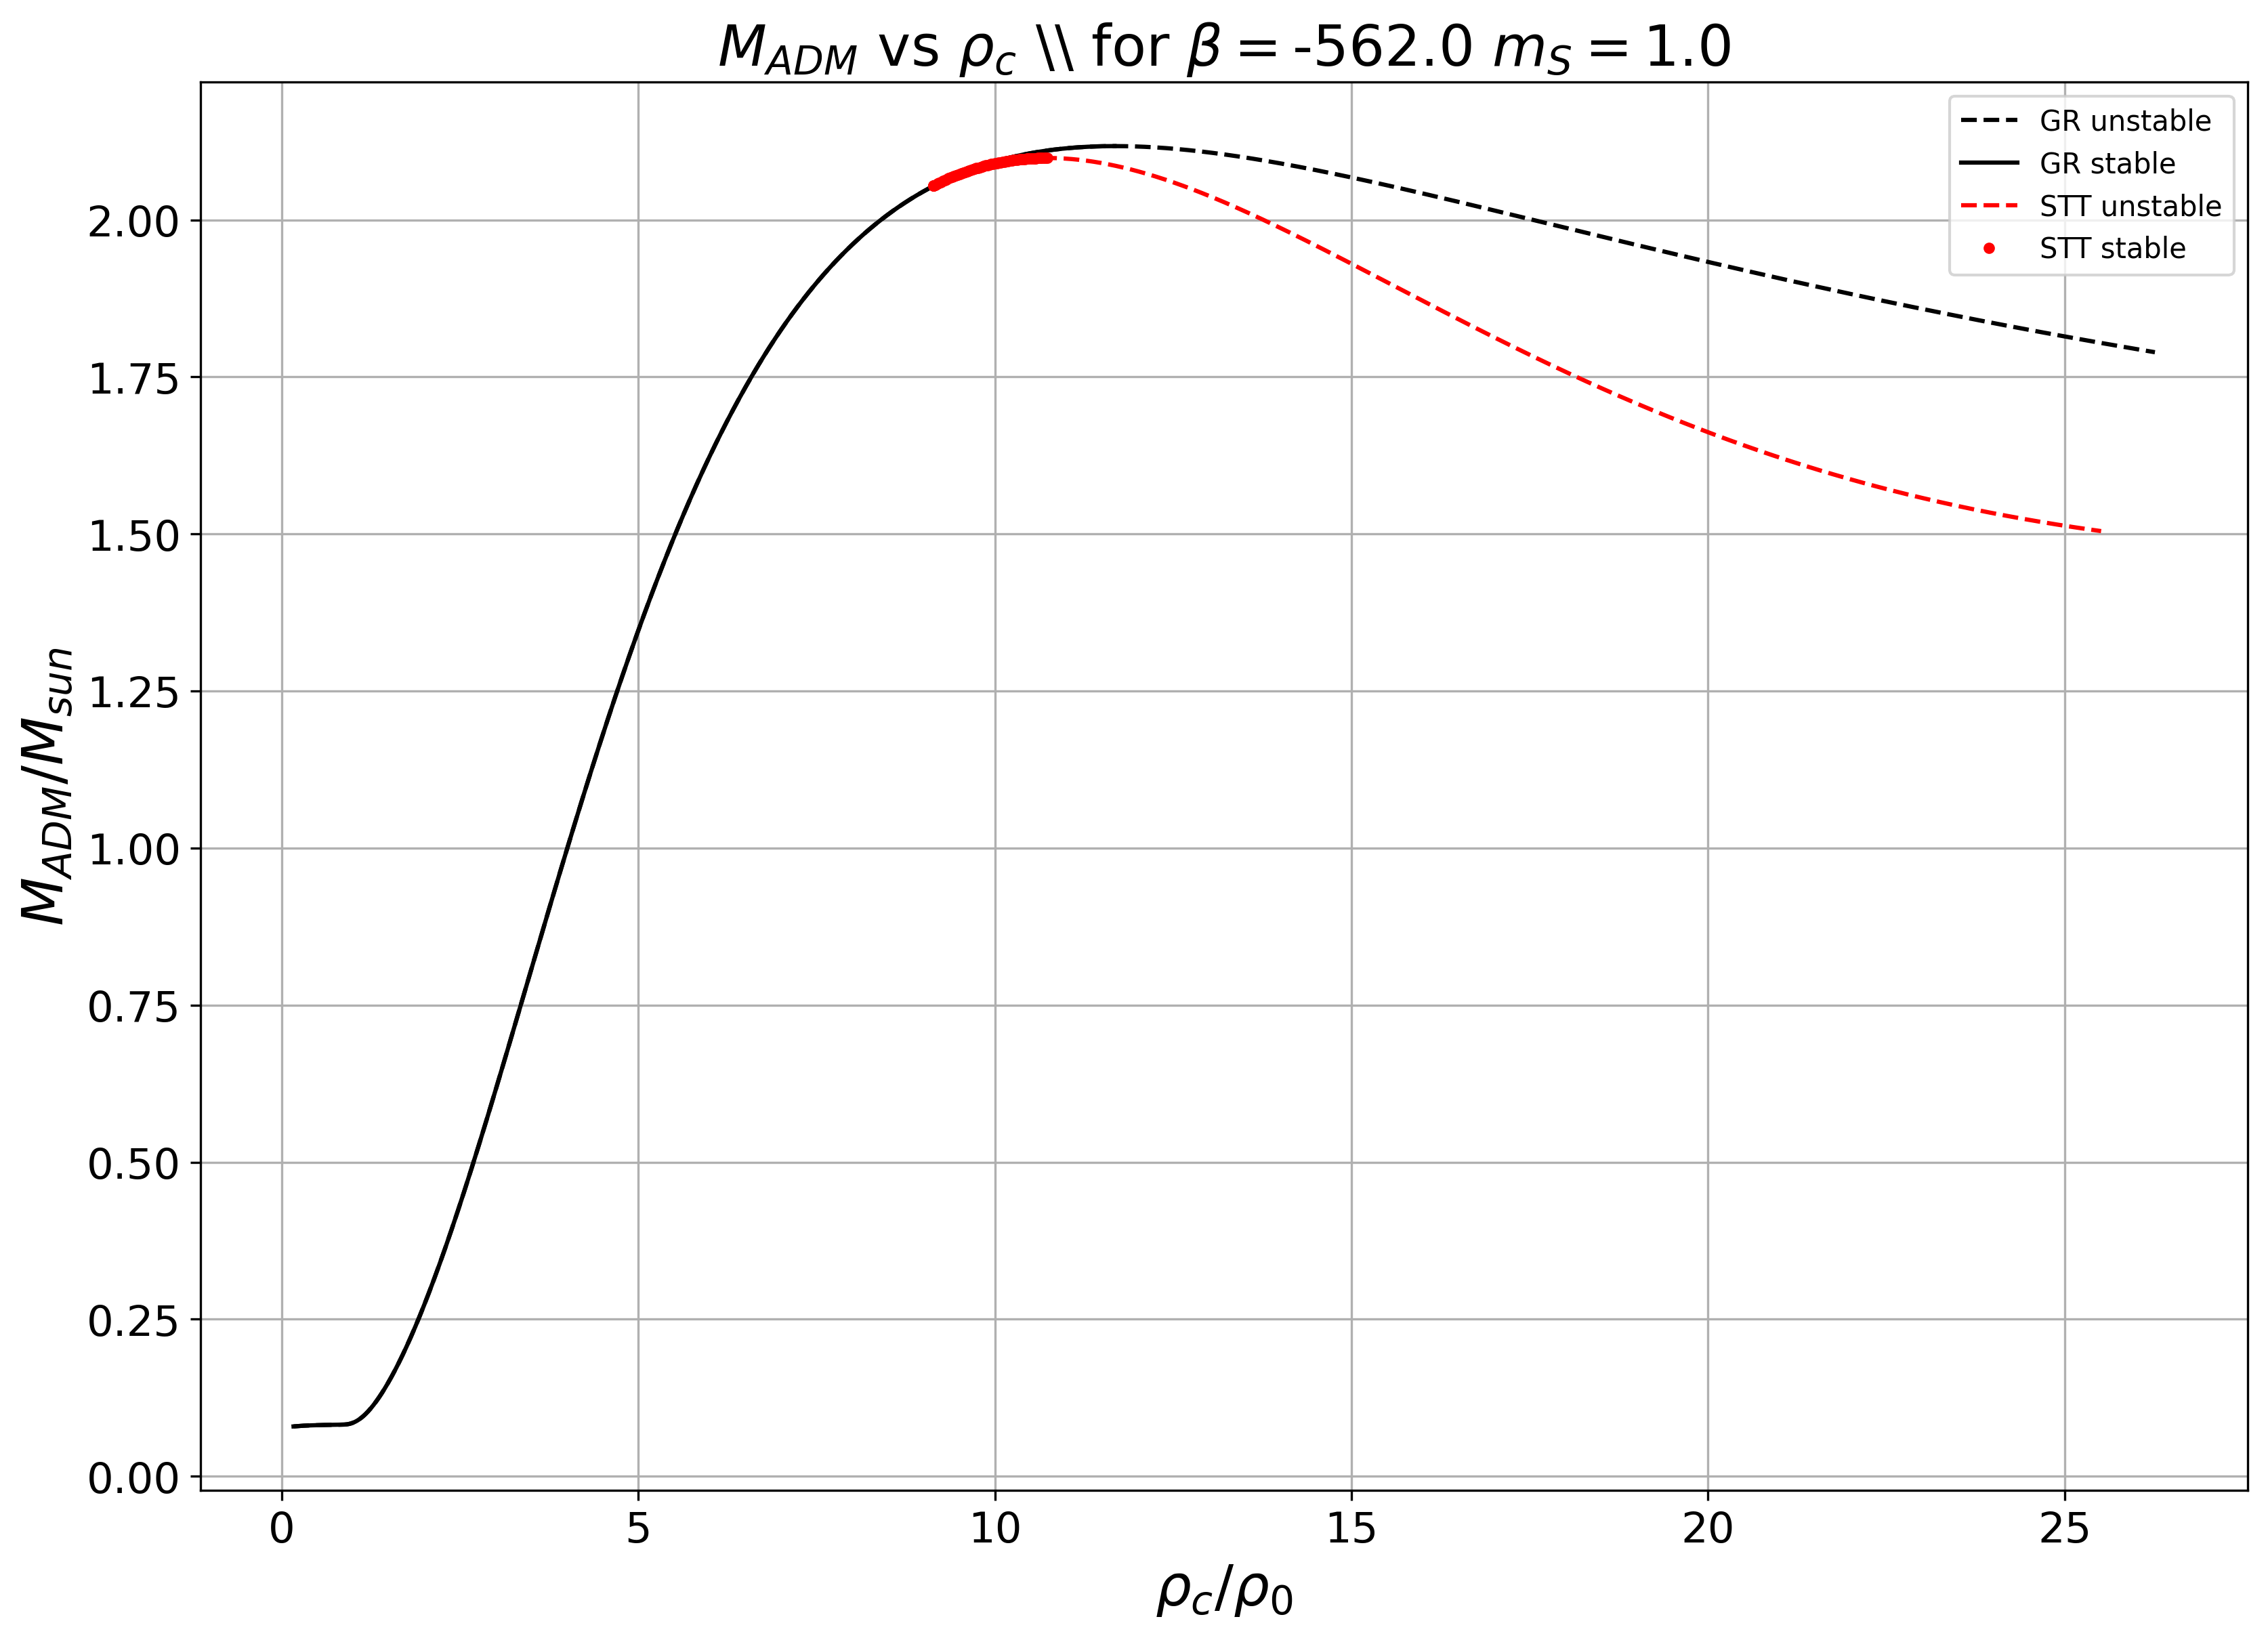 M_ADM vs ρ_c \\ for β = -562.0 m_S = 1.0
GR unstable
GR stable
STT unstable
STT stable
M_ADM/M_sun
2.00
1.75
1.50
1.25
1.00
0.75
0.50
0.25
0.00
0 5 10 15 20 25
ρ_c/ρ_0